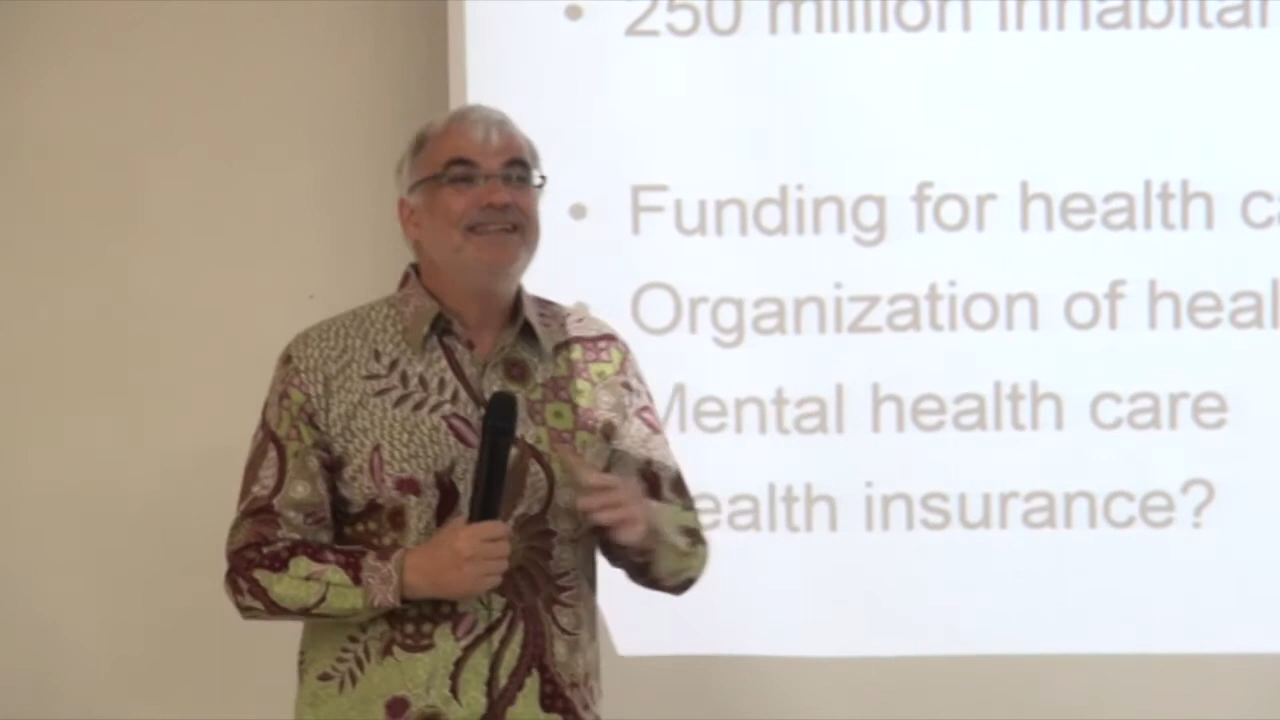 • 250 million inhabitan
• Funding for health c
Organization of heal
Mental health care
ealth insurance?